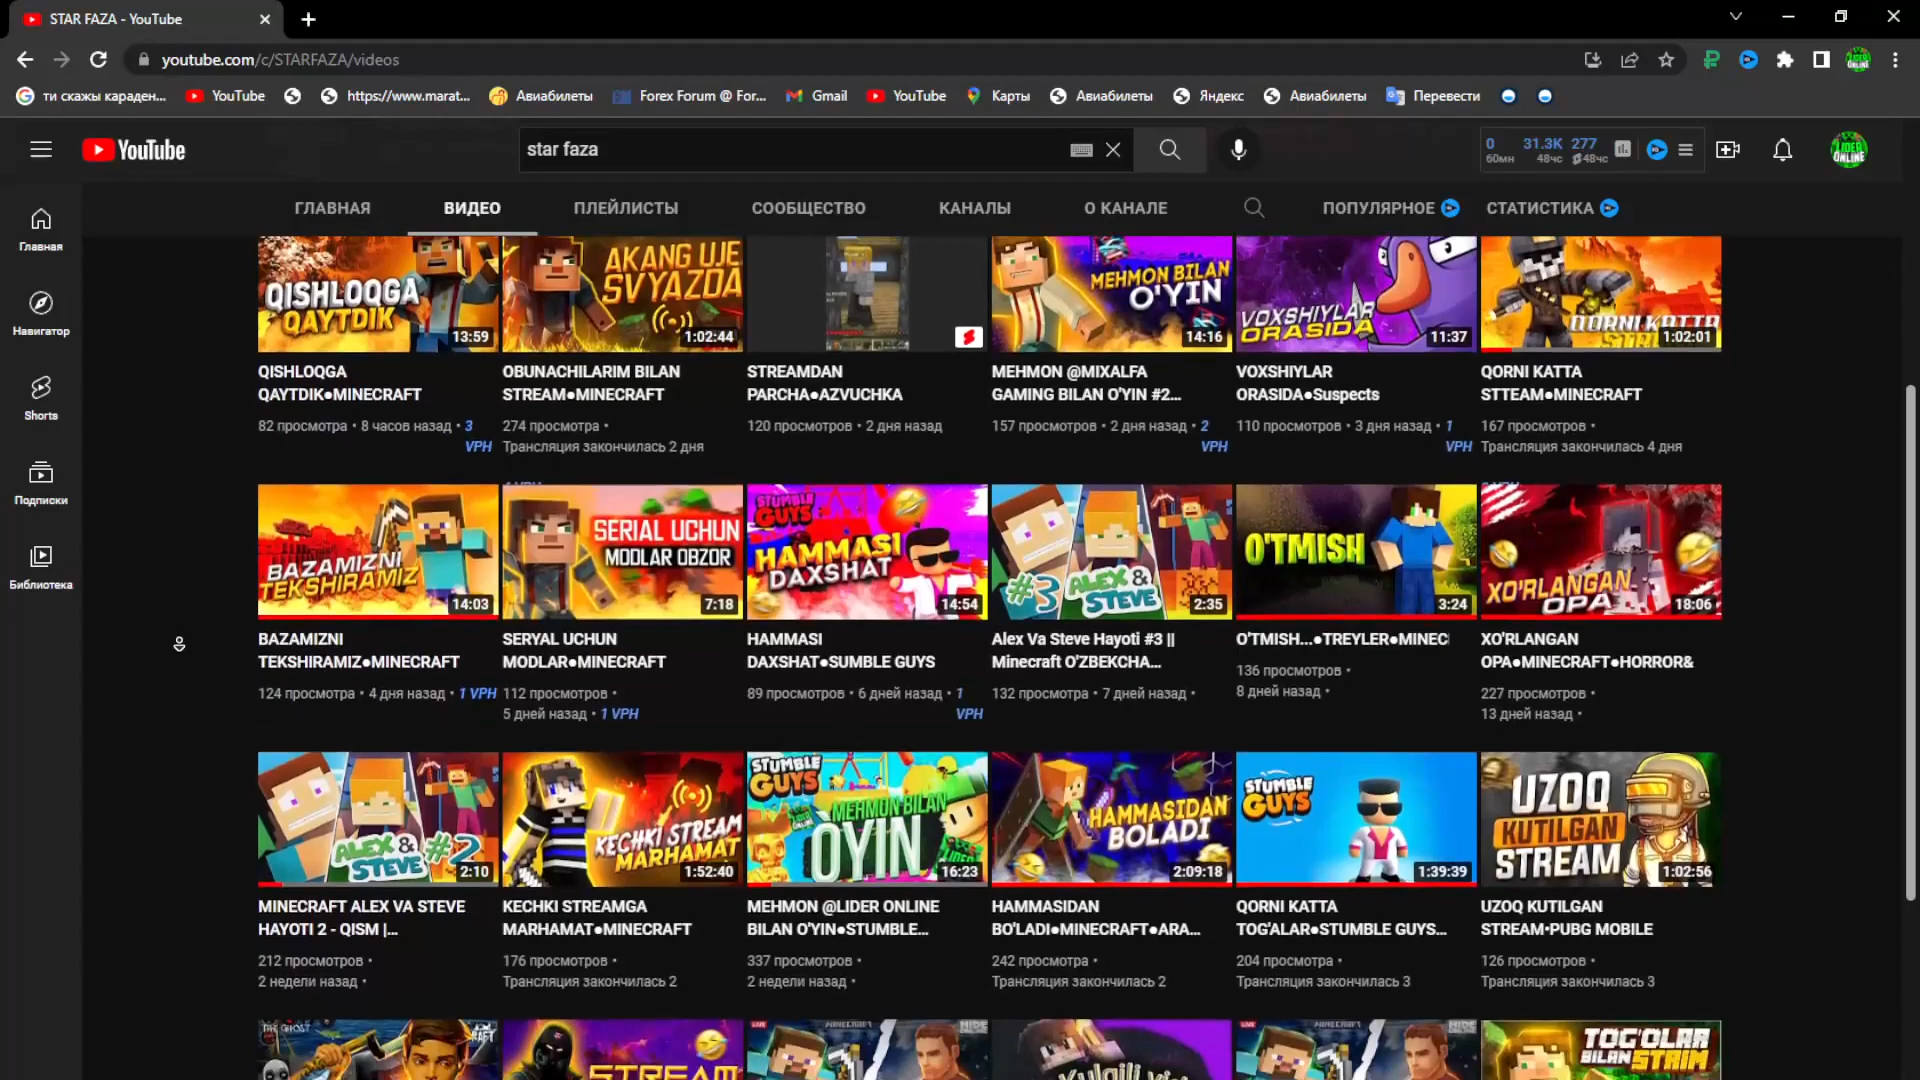 STAR FAZA - YouTube
youtube.com/c/STARFAZA/videos
ти скажы караден...
YouTube
https://www.marat...
Авиабилеты
Forex Forum @ For...
Gmail
YouTube
Карты
Авиабилеты
Яндекс
Авиабилеты
Перевести
YouTube
star faza
0
60мн
31.3K
48чс
277
48чс
LIDER
ONLINE
ГЛАВНАЯ
ВИДЕО
ПЛЕЙЛИСТЫ
СООБЩЕСТВО
КАНАЛЫ
О КАНАЛЕ
ПОПУЛЯРНОЕ
СТАТИСТИКА
Главная
Навигатор
Shorts
Подписки
Библиотека
QISHLOQGA
QAYTDIK
13:59
AKANG UJE
SVYAZDA
1:02:44
MEHMON BILAN
O'YIN
14:16
VOXSHIYLAR
ORASIDA
11:37
QORNI KATTA
1:02:01
QISHLOQGA
QAYTDIK●MINECRAFT
82 просмотра • 8 часов назад • 3
VPH
OBUNACHILARIM BILAN
STREAM●MINECRAFT
274 просмотра •
Трансляция закончилась 2 дня
STREAMDAN
PARCHA●AZVUCHKA
120 просмотров • 2 дня назад
MEHMON @MIXALFA
GAMING BILAN O'YIN #2...
157 просмотров • 2 дня назад • 2
VPH
VOXSHIYLAR
ORASIDA●Suspects
110 просмотров • 3 дня назад • 1
VPH
QORNI KATTA
STTEAM●MINECRAFT
167 просмотров •
Трансляция закончилась 4 дня
BAZAMIZNI
TEKSHIRAMIZ
14:03
SERIAL UCHUN
MODLAR OBZOR
7:18
STUMBLE
GUYS
HAMMASI
DAXSHAT
14:54
#3
ALEX &
STEVE
2:35
O'TMISH
3:24
XO'RLANGAN
OPA
18:06
BAZAMIZNI
TEKSHIRAMIZ●MINECRAFT
124 просмотра • 4 дня назад • 1 VPH
SERYAL UCHUN
MODLAR●MINECRAFT
112 просмотров •
5 дней назад • 1 VPH
HAMMASI
DAXSHAT●SUMBLE GUYS
89 просмотров • 6 дней назад • 1
VPH
Alex Va Steve Hayoti #3 ||
Minecraft O'ZBEKCHA...
132 просмотра • 7 дней назад •
O'TMISH...●TREYLER●MINEC
136 просмотров •
8 дней назад •
XO'RLANGAN
OPA●MINECRAFT●HORROR&
227 просмотров •
13 дней назад •
ALEX &
STEVE
#2
2:10
KECHKI STREAM
MARHAMAT
1:52:40
STUMBLE
GUYS
MEHMON BILAN
OYIN
16:23
HAMMASIDAN
BOLADI
2:09:18
STUMBLE
GUYS
1:39:39
UZOQ
KUTILGAN
STREAM
1:02:56
MINECRAFT ALEX VA STEVE
HAYOTI 2 - QISM |...
212 просмотров •
2 недели назад •
KECHKI STREAMGA
MARHAMAT●MINECRAFT
176 просмотров •
Трансляция закончилась 2
MEHMON @LIDER ONLINE
BILAN O'YIN●STUMBLE...
337 просмотров •
2 недели назад •
HAMMASIDAN
BO'LADI●MINECRAFT●ARA...
242 просмотра •
Трансляция закончилась 2
QORNI KATTA
TOG'ALAR●STUMBLE GUYS...
204 просмотра •
Трансляция закончилась 3
UZOQ KUTILGAN
STREAM•PUBG MOBILE
126 просмотров •
Трансляция закончилась 3
STREAM
LIVE
MINECRAFT
LIVE
MINECRAFT
TOG'OLAR
BILAN STRIM